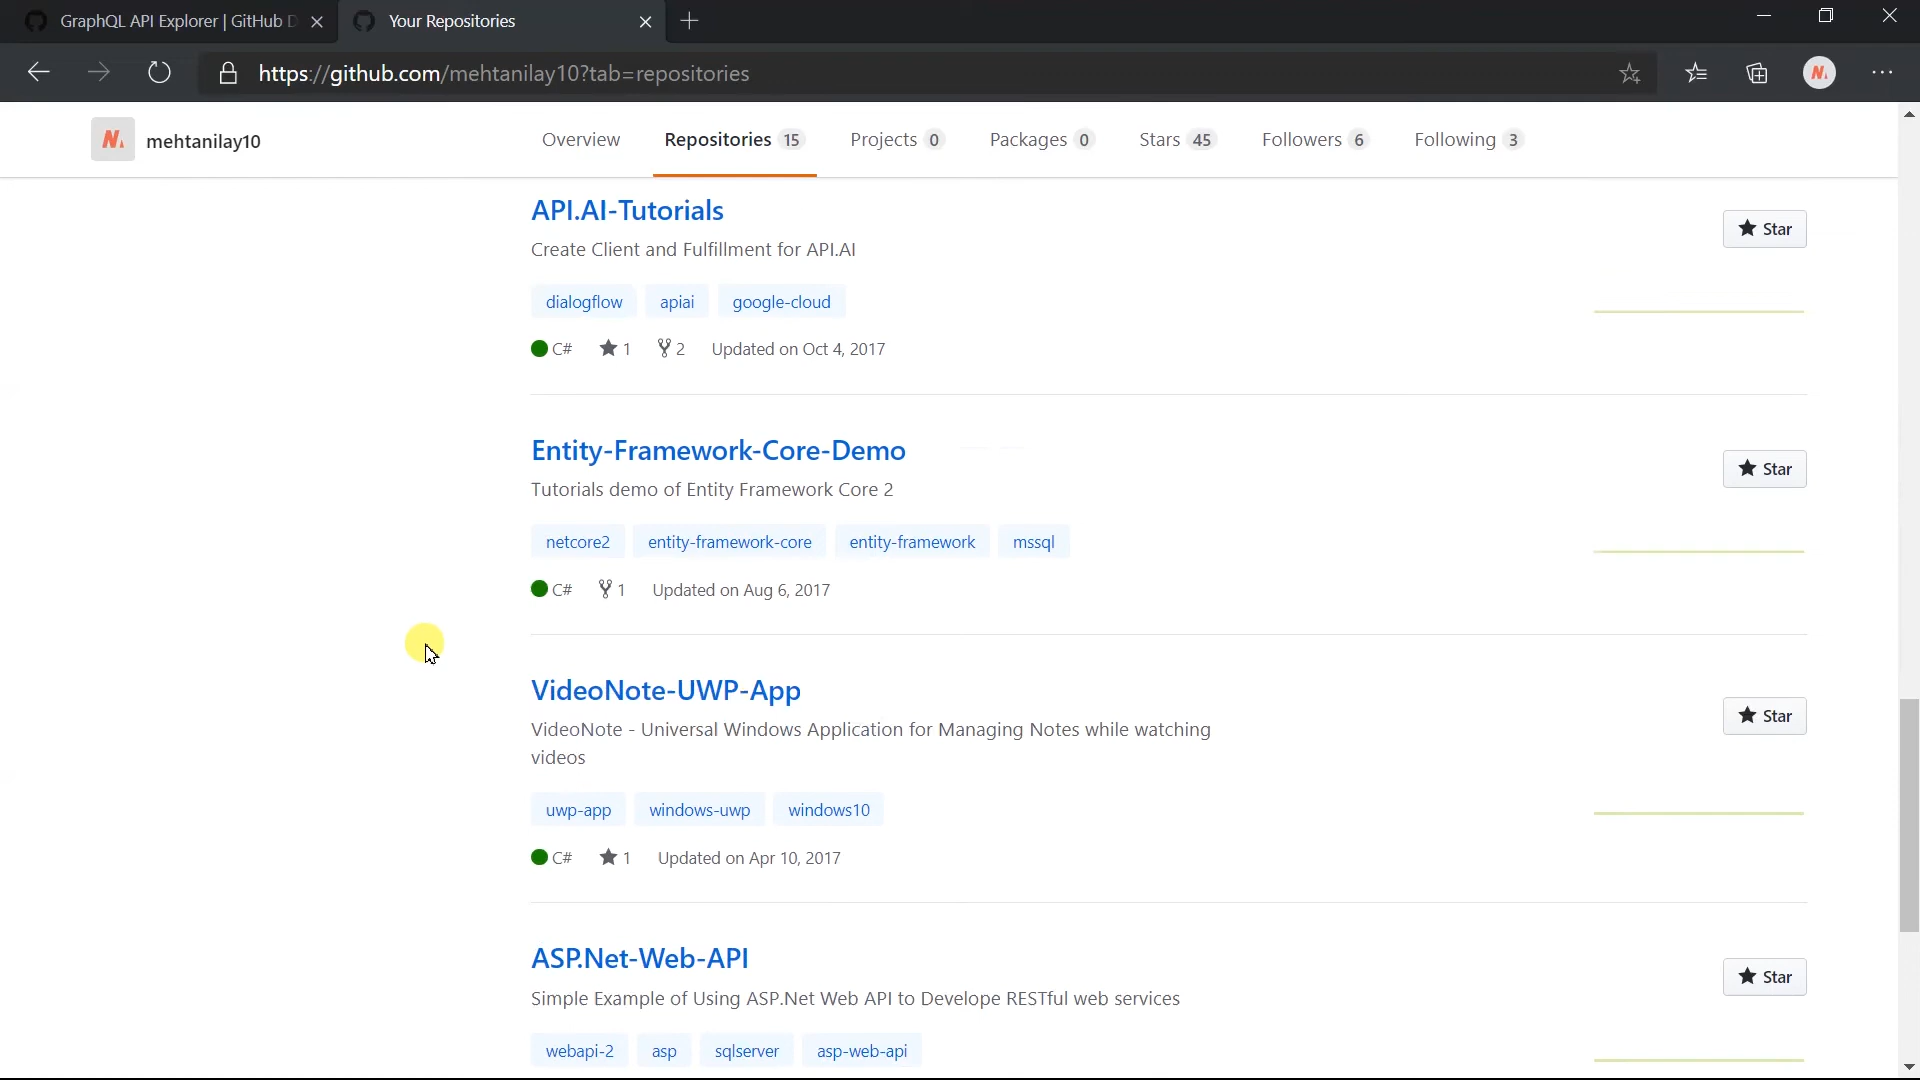 GraphQL API Explorer | GitHub D
Your Repositories
https://github.com/mehtanilay10?tab=repositories
N.
N. mehtanilay10
Overview
Repositories 15
Projects 0
Packages 0
Stars 45
Followers 6
Following 3
API.AI-Tutorials
Star
Create Client and Fulfillment for API.AI
dialogflow apiai google-cloud
C# 1 2 Updated on Oct 4, 2017
Entity-Framework-Core-Demo
Star
Tutorials demo of Entity Framework Core 2
netcore2 entity-framework-core entity-framework mssql
C# 1 Updated on Aug 6, 2017
VideoNote-UWP-App
Star
VideoNote - Universal Windows Application for Managing Notes while watching
videos
uwp-app windows-uwp windows10
C# 1 Updated on Apr 10, 2017
ASP.Net-Web-API
Star
Simple Example of Using ASP.Net Web API to Develope RESTful web services
webapi-2 asp sqlserver asp-web-api